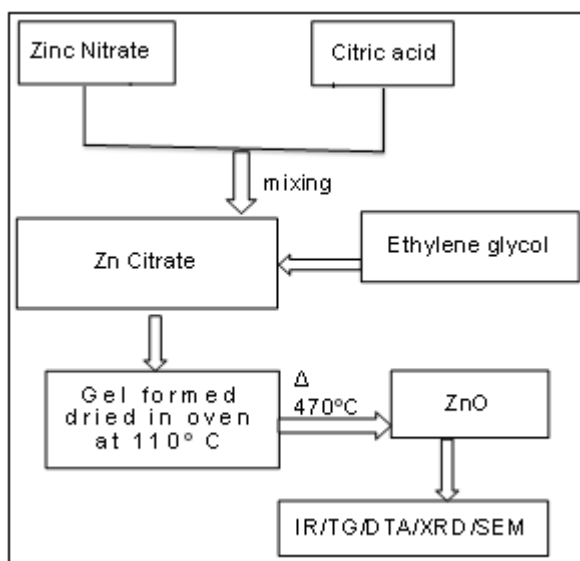 Zinc Nitrate
Citric acid
mixing
Zn Citrate
Ethylene glycol
Gel formed
dried in oven
at 110° C
Δ
470°C
ZnO
IR/TG/DTA/XRD/SEM